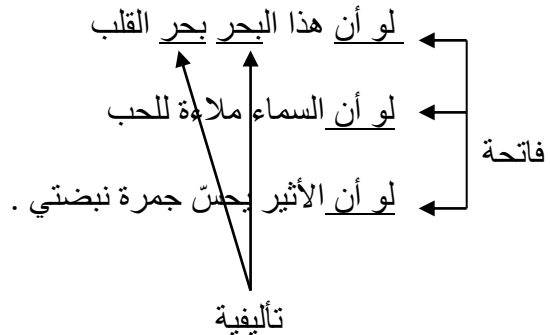 لو أن هذا البحر بحر القلب
لو أن السماء ملاءة للحب
فاتحة
لو أن الأثير يحسّ جمرة نبضتي .
تأليفية